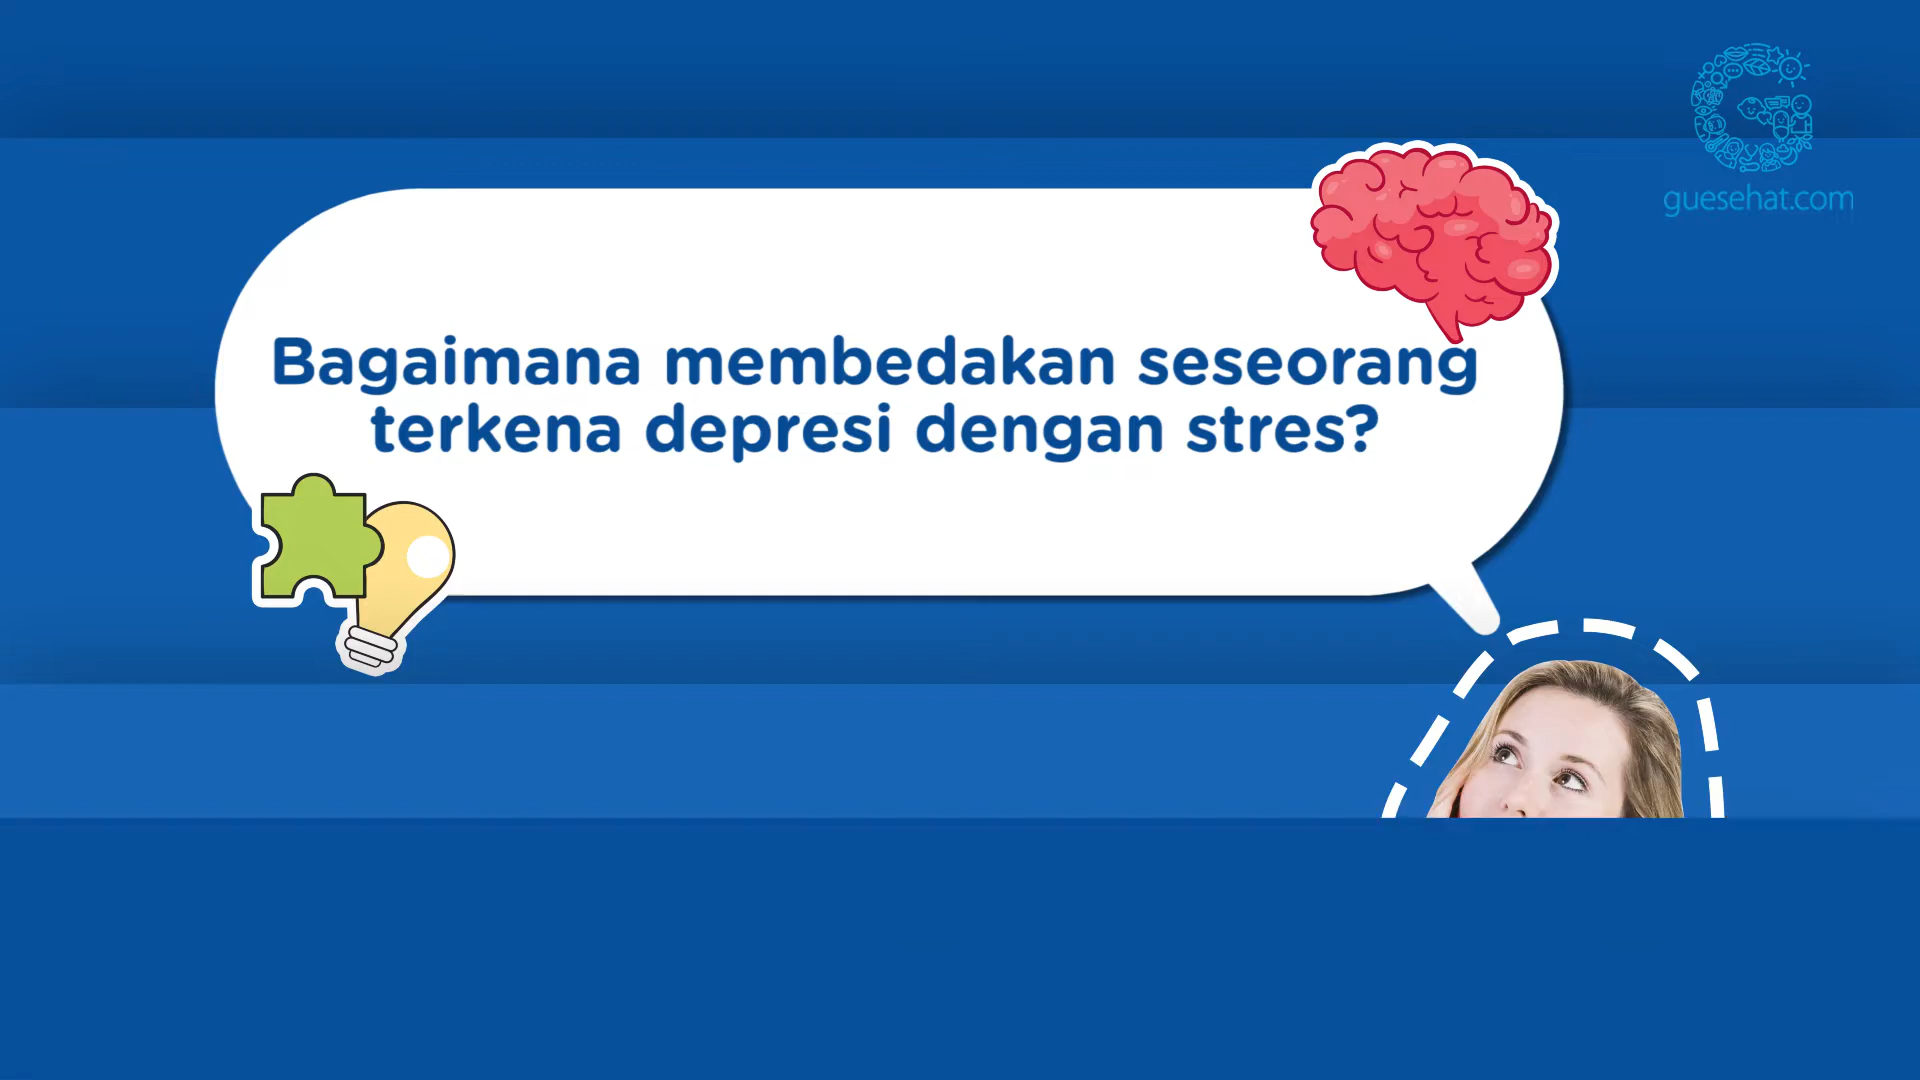 guesehat.com
Bagaimana membedakan seseorang
terkena depresi dengan stres?